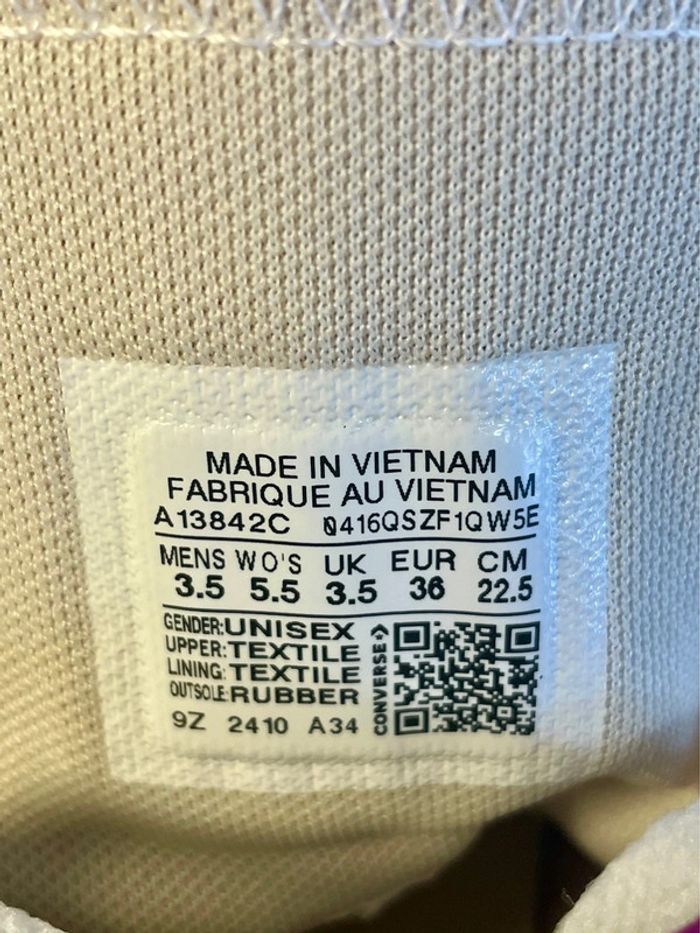 MADE IN VIETNAM
FABRIQUE AU VIETNAM
A13842C 0416QSZF1QW5E
MENS WO'S UK EUR CM
3.5 5.5 3.5 36 22.5
GENDER:UNISEX
UPPER:TEXTILE
LINING:TEXTILE
OUTSOLE:RUBBER
9Z 2410 A34
CONVERSE